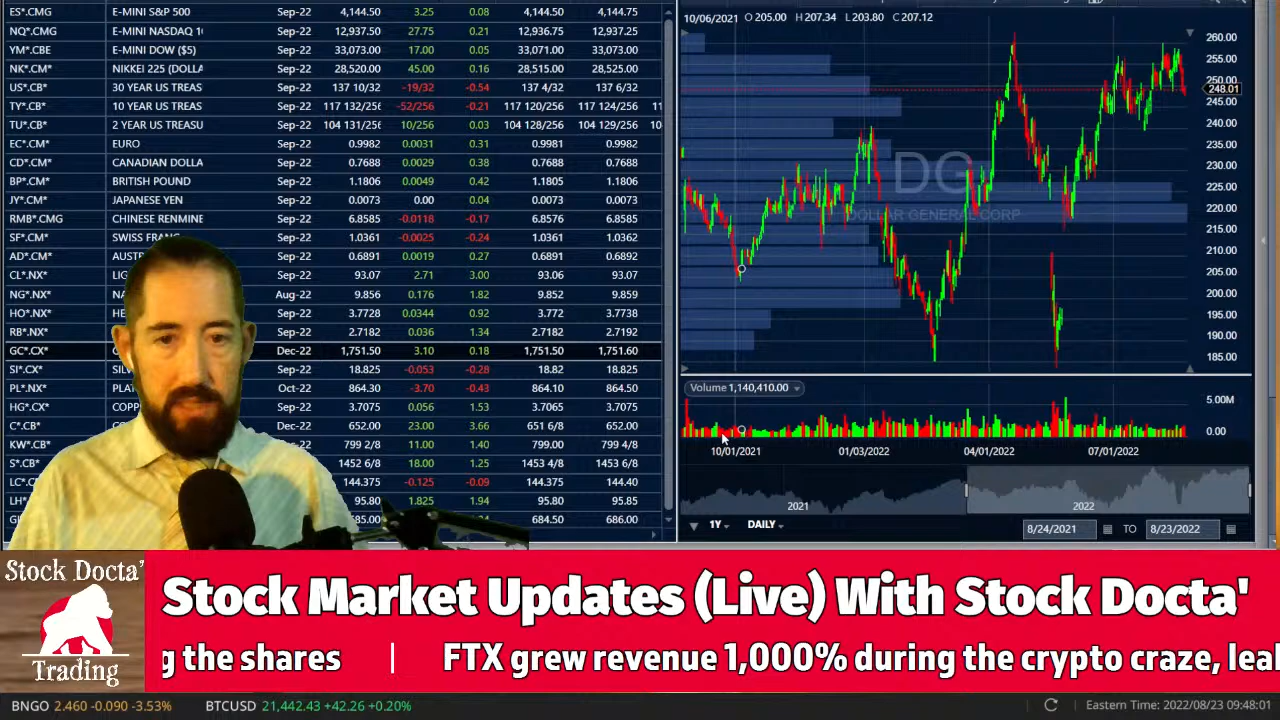 ES*.CMG E-MINI S&P 500 Sep-22 4,144.50 3.25 0.08 4,144.50 4,144.75
NQ*.CMG E-MINI NASDAQ 1 Sep-22 12,937.50 27.75 0.21 12,936.75 12,937.25
YM*.CBE E-MINI DOW ($5) Sep-22 33,073.00 17.00 0.05 33,071.00 33,073.00
NK*.CM* NIKKEI 225 (DOLLA Sep-22 28,520.00 45.00 0.16 28,515.00 28,525.00
US*.CB* 30 YEAR US TREAS Sep-22 137 10/32 -19/32 -0.54 137 4/32 137 5/32
TY*.CB* 10 YEAR US TREAS Sep-22 117 132/256 -52/256 -0.21 117 120/256 117 124/256 11
TU*.CB* 2 YEAR US TREASU Sep-22 104 131/256 10/256 0.03 104 128/256 104 129/256 10
EC*.CM* EURO Sep-22 0.9982 0.0031 0.31 0.9981 0.9982
CD*.CM* CANADIAN DOLLA Sep-22 0.7688 0.0029 0.38 0.7687 0.7688
BP*.CM* BRITISH POUND Sep-22 1.1806 0.0049 0.42 1.1805 1.1806
JY*.CM* JAPANESE YEN Sep-22 0.0073 0.00 0.04 0.0073 0.0073
RMB*.CMG CHINESE RENMINE Sep-22 6.8585 -0.0118 -0.17 6.8576 6.8585
SF*.CM* SWISS FRANC Sep-22 1.0361 -0.0025 -0.24 1.0361 1.0362
AD*.CM* AUST Sep-22 0.6891 0.0019 0.27 0.6891 0.6892
CL*.NX* LIG Sep-22 93.07 2.71 3.00 93.06 93.07
NG*.NX* NA Aug-22 9.856 0.176 1.82 9.852 9.859
HO*.NX* HE Sep-22 3.7728 0.0344 0.92 3.772 3.7738
RB*.NX* NY Sep-22 2.7182 0.036 1.34 2.7182 2.7192
GC*.CX* Dec-22 1,751.50 3.10 0.18 1,751.50 1,751.60
SI*.CX* SILV Sep-22 18.825 -0.053 -0.28 18.82 18.825
PL*.NX* PLAT Oct-22 864.30 -3.70 -0.43 864.10 864.50
HG*.CX* COPP Sep-22 3.7075 0.056 1.53 3.7065 3.7075
C*.CB* COR Dec-22 652.00 23.00 3.66 651 6/8 652.00
KW*.CB* -22 799 2/8 11.00 1.40 799.00 799 4/8
S*.CB* 1452 6/8 18.00 1.25 1453 4/8 1453 6/8
LC*.C 144.375 -0.125 -0.09 144.375 144.40
LH* 95.80 1.825 1.94 95.80 95.85
585.00 684.50 686.00
10/06/2021 O 205.00 H 207.34 L 203.80 C 207.12
260.00
255.00
250.00
248.01
245.00
240.00
235.00
230.00
225.00
220.00
215.00
210.00
205.00
200.00
195.00
190.00
185.00
DG
DOLLAR GENERAL CORP
Volume 1,140,410.00
5.00M
0.00
10/01/2021 01/03/2022 04/01/2022 07/01/2022
2021 2022
1Y DAILY 8/24/2021 TO 8/23/2022
Stock Docta'
Trading
Stock Market Updates (Live) With Stock Docta'
g the shares | FTX grew revenue 1,000% during the crypto craze, leal
BNGO 2.460 -0.090 -3.53% BTCUSD 21,442.43 +42.26 +0.20% Eastern Time: 2022/08/23 09:48:01